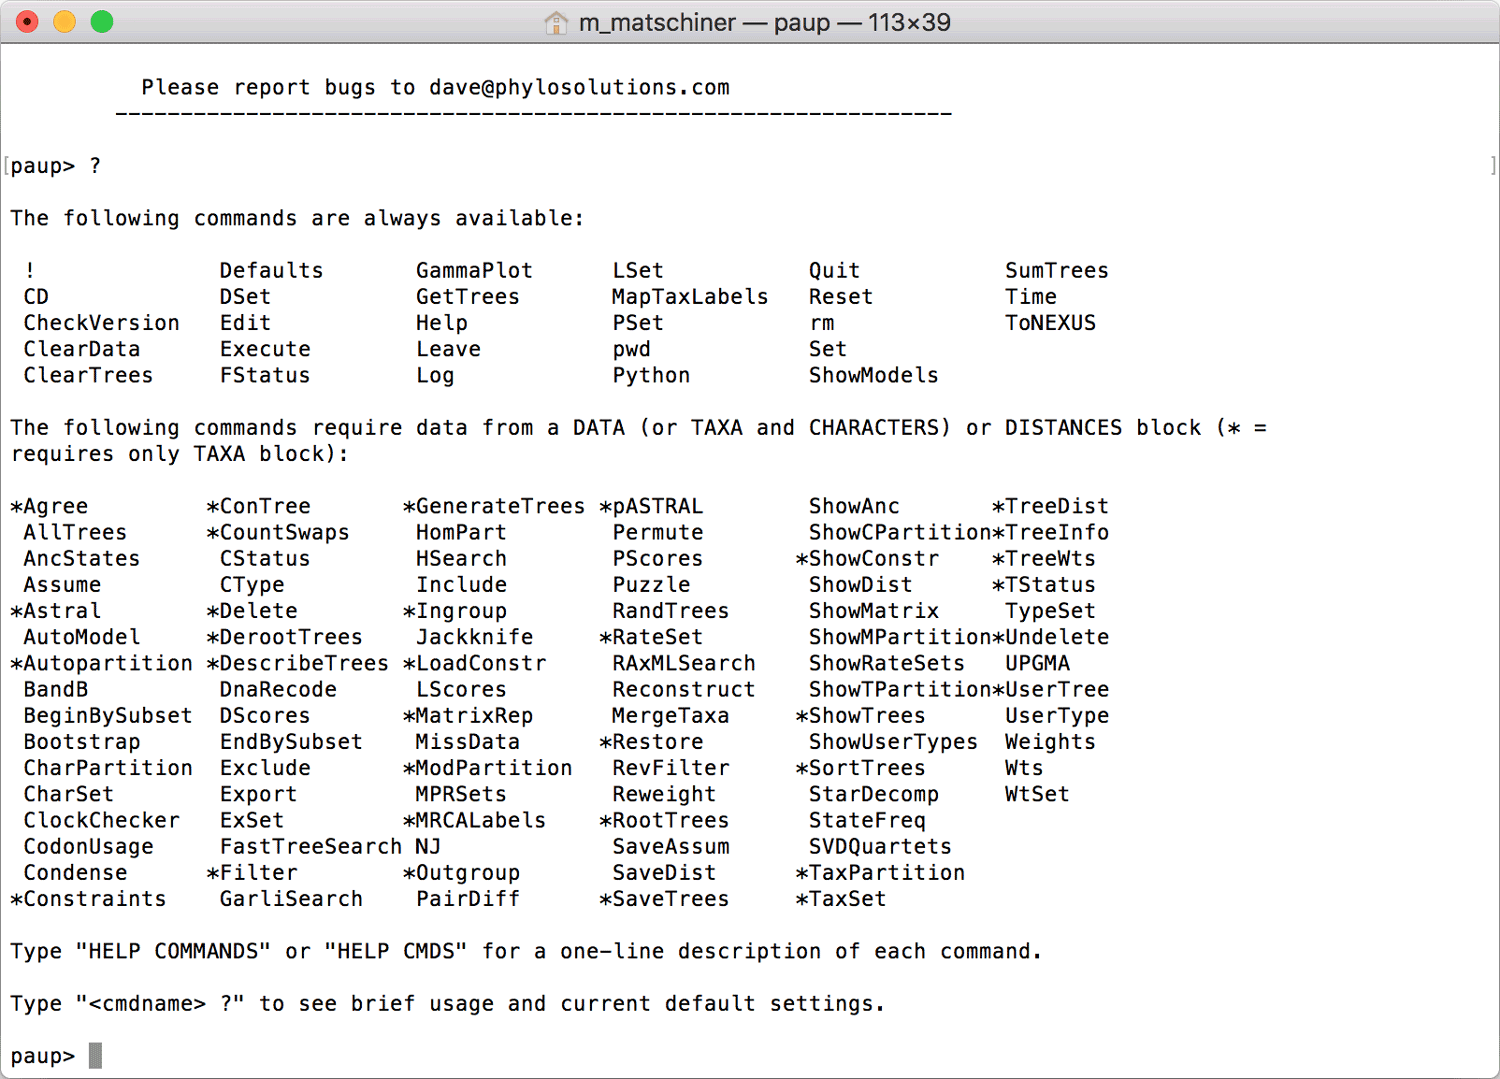 m_matschiner — paup — 113×39
Please report bugs to dave@phylosolutions.com
----------------------------------------------------------------
[paup> ? ]
The following commands are always available:
! Defaults GammaPlot LSet Quit SumTrees
CD DSet GetTrees MapTaxLabels Reset Time
CheckVersion Edit Help PSet rm ToNEXUS
ClearData Execute Leave pwd Set
ClearTrees FStatus Log Python ShowModels
The following commands require data from a DATA (or TAXA and CHARACTERS) or DISTANCES block (* =
requires only TAXA block):
*Agree *ConTree *GenerateTrees *pASTRAL ShowAnc *TreeDist
AllTrees *CountSwaps HomPart Permute ShowCPartition*TreeInfo
AncStates CStatus HSearch PScores *ShowConstr *TreeWts
Assume CType Include Puzzle ShowDist *TStatus
*Astral *Delete *Ingroup RandTrees ShowMatrix TypeSet
AutoModel *DerootTrees Jackknife *RateSet ShowMPartition*Undelete
*Autopartition *DescribeTrees *LoadConstr RAxMLSearch ShowRateSets UPGMA
BandB DnaRecode LScores Reconstruct ShowTPartition*UserTree
BeginBySubset DScores *MatrixRep MergeTaxa *ShowTrees UserType
Bootstrap EndBySubset MissData *Restore ShowUserTypes Weights
CharPartition Exclude *ModPartition RevFilter *SortTrees Wts
CharSet Export MPRSets Reweight StarDecomp WtSet
ClockChecker ExSet *MRCALabels *RootTrees StateFreq
CodonUsage FastTreeSearch NJ SaveAssum SVDQuartets
Condense *Filter *Outgroup SaveDist *TaxPartition
*Constraints GarliSearch PairDiff *SaveTrees *TaxSet
Type "HELP COMMANDS" or "HELP CMDS" for a one-line description of each command.
Type "<cmdname> ?" to see brief usage and current default settings.
paup>